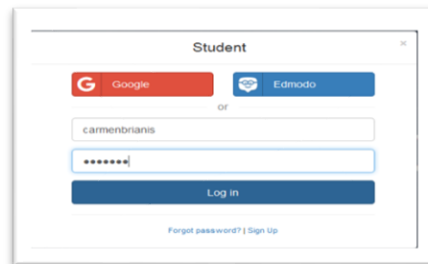 Student ×
G Google Edmodo
or
carmenbrianis
•••••••
Log in
Forgot password? | Sign Up